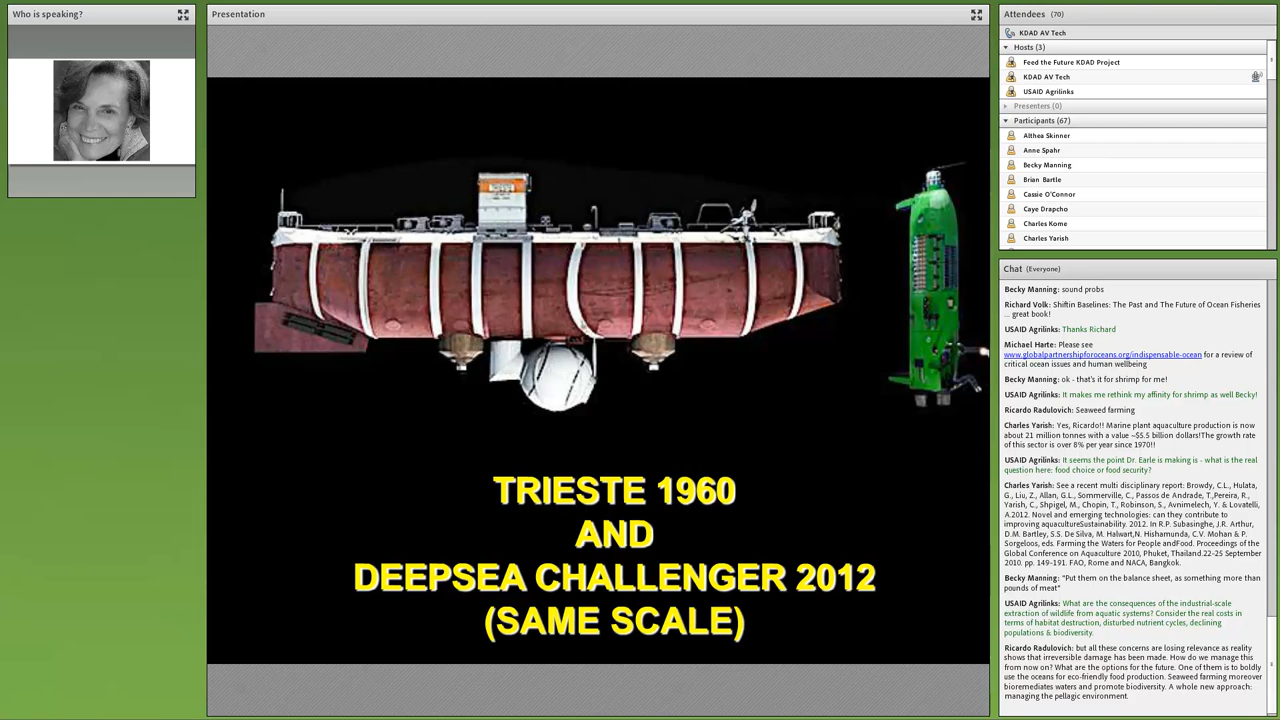 Who is speaking?
Presentation
TRIESTE 1960
AND
DEEPSEA CHALLENGER 2012
(SAME SCALE)
Attendees (70)
KDAD AV Tech
Hosts (3)
Feed the Future KDAD Project
KDAD AV Tech
USAID Agrilinks
Presenters (0)
Participants (67)
Althea Skinner
Anne Spahr
Becky Manning
Brian Bartle
Cassie O'Connor
Caye Drapcho
Charles Kome
Charles Yarish
Chat (Everyone)
Becky Manning: sound probs
Richard Volk: Shiftin Baselines: The Past and The Future of Ocean Fisheries
... great book!
USAID Agrilinks: Thanks Richard
Michael Harte: Please see
www.globalpartnershipforoceans.org/indispensable-ocean for a review of
critical ocean issues and human wellbeing
Becky Manning: ok - that's it for shrimp for me!
USAID Agrilinks: It makes me rethink my affinity for shrimp as well Becky!
Ricardo Radulovich: Seaweed farming
Charles Yarish: Yes, Ricardo!! Marine plant aquaculture production is now
about 21 million tonnes with a value ~$5.5 billion dollars!The growth rate
of this sector is over 8% per year since 1970!!
USAID Agrilinks: It seems the point Dr. Earle is making is - what is the real
question here: food choice or food security?
Charles Yarish: See a recent multi disciplinary report: Browdy, C.L., Hulata,
G., Liu, Z., Allan, G.L., Sommerville, C., Passos de Andrade, T.,Pereira, R.,
Yarish, C., Shpigel, M., Chopin, T., Robinson, S., Avnimelech, Y. & Lovatelli,
A.2012. Novel and emerging technologies: can they contribute to
improving aquacultureSustainability. 2012. In R.P. Subasinghe, J.R. Arthur,
D.M. Bartley, S.S. De Silva, M. Halwart,N. Hishamunda, C.V. Mohan & P.
Sorgeloos, eds. Farming the Waters for People andFood. Proceedings of the
Global Conference on Aquaculture 2010, Phuket, Thailand.22-25 September
2010. pp. 149-191. FAO, Rome and NACA, Bangkok.
Becky Manning: "Put them on the balance sheet, as something more than
pounds of meat"
USAID Agrilinks: What are the consequences of the industrial-scale
extraction of wildlife from aquatic systems? Consider the real costs in
terms of habitat destruction, disturbed nutrient cycles, declining
populations & biodiversity.
Ricardo Radulovich: but all these concerns are losing relevance as reality
shows that irreversible damage has been made. How do we manage this
from now on? What are the options for the future. One of them is to boldly
use the oceans for eco-friendly food production. Seaweed farming moreover
bioremediates waters and promote biodiversity. A whole new approach:
managing the pellagic environment.